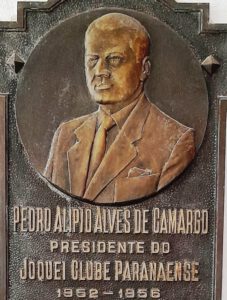 PEDRO ALIPIO ALVES DE CAMARGO
PRESIDENTE DO
JOQUEI CLUBE PARANAENSE
1952-1956